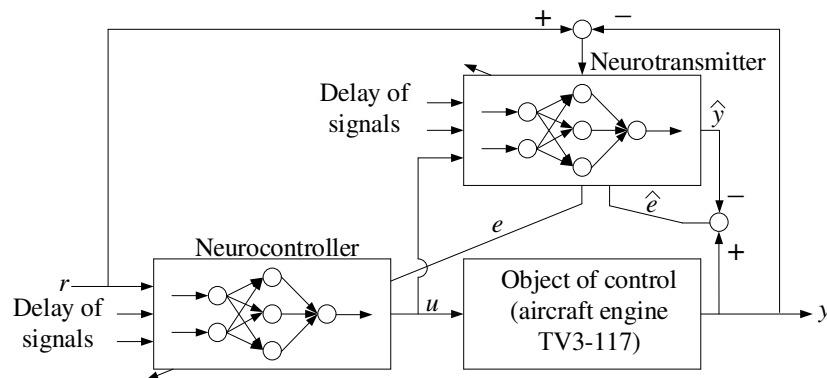 +
−
Neurotransmitter
Delay of
signals
ŷ
−
ê
e
+
Neurocontroller
r
Delay of
signals
u
Object of control
(aircraft engine
TV3-117)
y